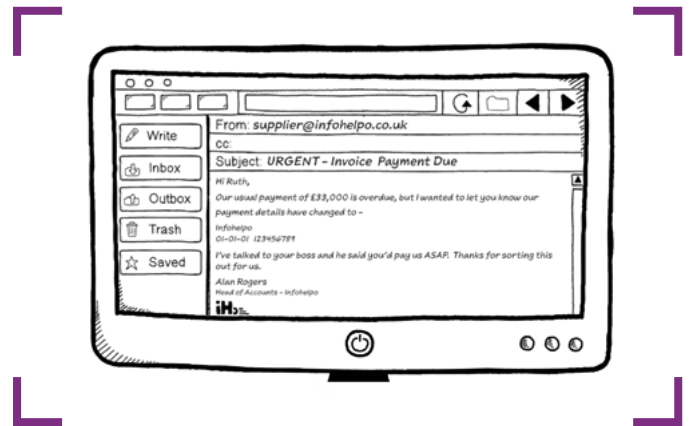 From: supplier@infohelpo.co.uk
Write
cc:
Subject: URGENT - Invoice Payment Due
Inbox
Hi Ruth,
Outbox
Our usual payment of £33,000 is overdue, but I wanted to let you know our
payment details have changed to -
Trash
Infohelpo
01-01-01 123456789
Saved
I've talked to your boss and he said you'd pay us ASAP. Thanks for sorting this
out for us.
Alan Rogers
Head of Accounts - Infohelpo
iH